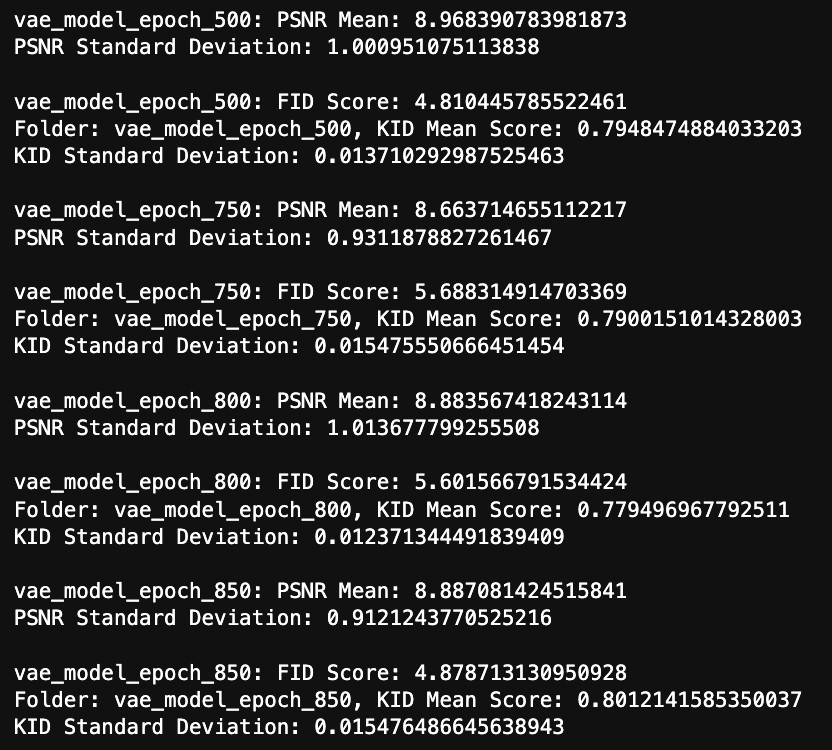 vae_model_epoch_500: PSNR Mean: 8.968390783981873
PSNR Standard Deviation: 1.000951075113838
vae_model_epoch_500: FID Score: 4.810445785522461
Folder: vae_model_epoch_500, KID Mean Score: 0.7948474884033203
KID Standard Deviation: 0.013710292987525463
vae_model_epoch_750: PSNR Mean: 8.663714655112217
PSNR Standard Deviation: 0.9311878827261467
vae_model_epoch_750: FID Score: 5.688314914703369
Folder: vae_model_epoch_750, KID Mean Score: 0.7900151014328003
KID Standard Deviation: 0.015475550666451454
vae_model_epoch_800: PSNR Mean: 8.883567418243114
PSNR Standard Deviation: 1.013677799255508
vae_model_epoch_800: FID Score: 5.601566791534424
Folder: vae_model_epoch_800, KID Mean Score: 0.779496967792511
KID Standard Deviation: 0.012371344491839409
vae_model_epoch_850: PSNR Mean: 8.887081424515841
PSNR Standard Deviation: 0.9121243770525216
vae_model_epoch_850: FID Score: 4.878713130950928
Folder: vae_model_epoch_850, KID Mean Score: 0.8012141585350037
KID Standard Deviation: 0.015476486645638943